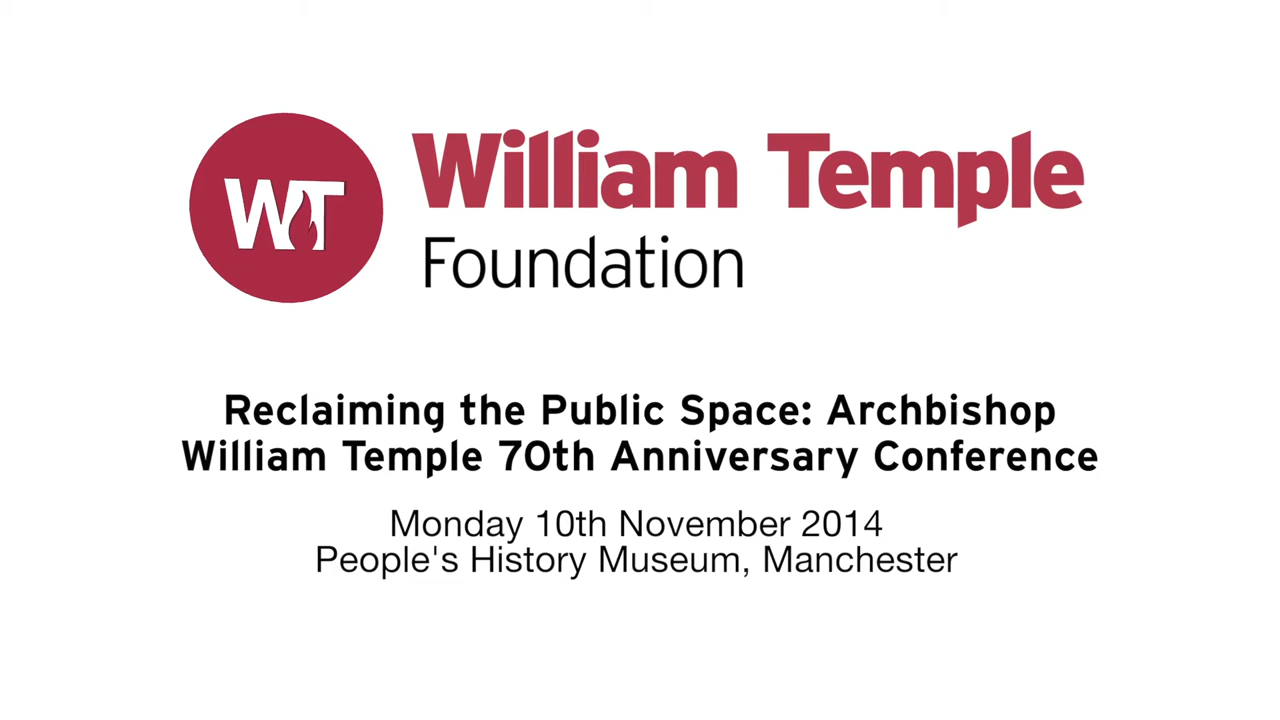 WT
William Temple
Foundation
Reclaiming the Public Space: Archbishop
William Temple 70th Anniversary Conference
Monday 10th November 2014
People's History Museum, Manchester